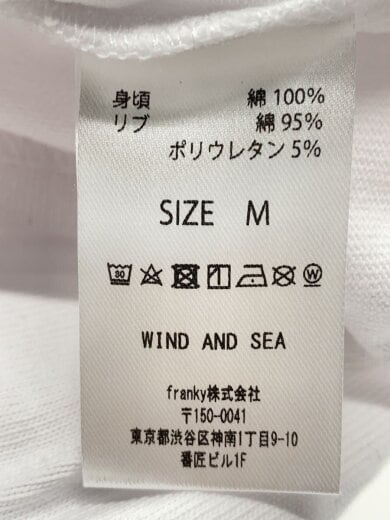 身頃 綿 100%
リブ 綿 95%
ポリウレタン 5%
SIZE M
30 W
WIND AND SEA
franky株式会社
〒150-0041
東京都渋谷区神南1丁目9-10
番匠ビル1F